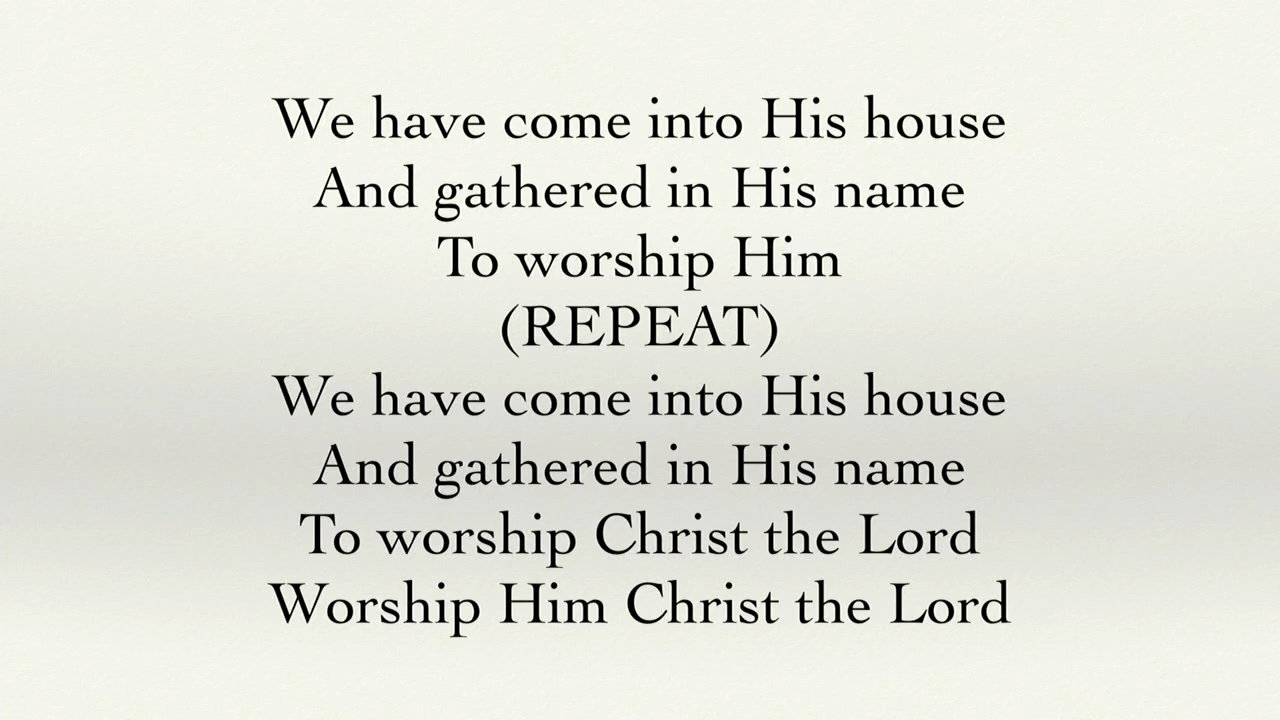 We have come into His house
And gathered in His name
To worship Him
(REPEAT)
We have come into His house
And gathered in His name
To worship Christ the Lord
Worship Him Christ the Lord